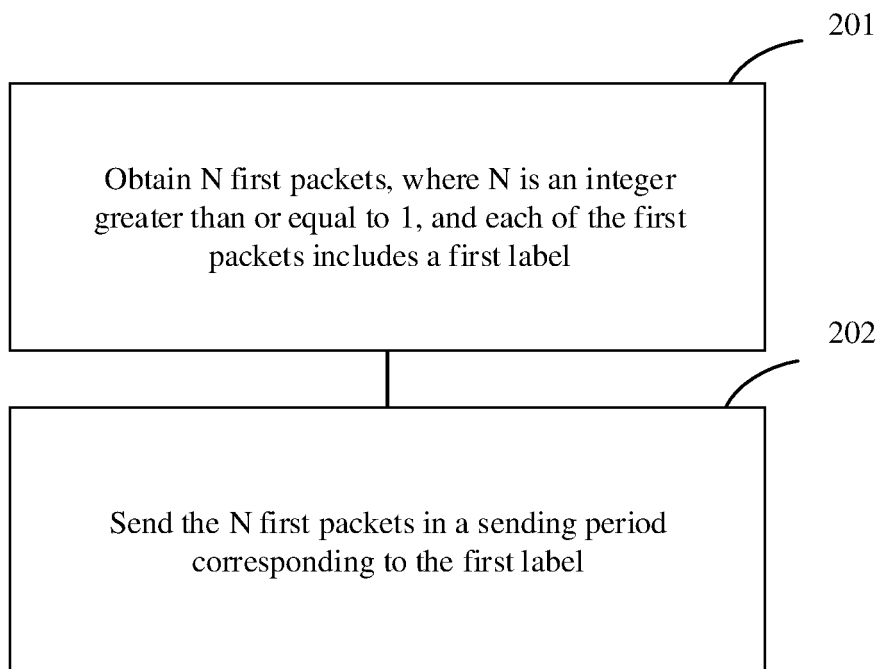 201
Obtain N first packets, where N is an integer
greater than or equal to 1, and each of the first
packets includes a first label
202
Send the N first packets in a sending period
corresponding to the first label